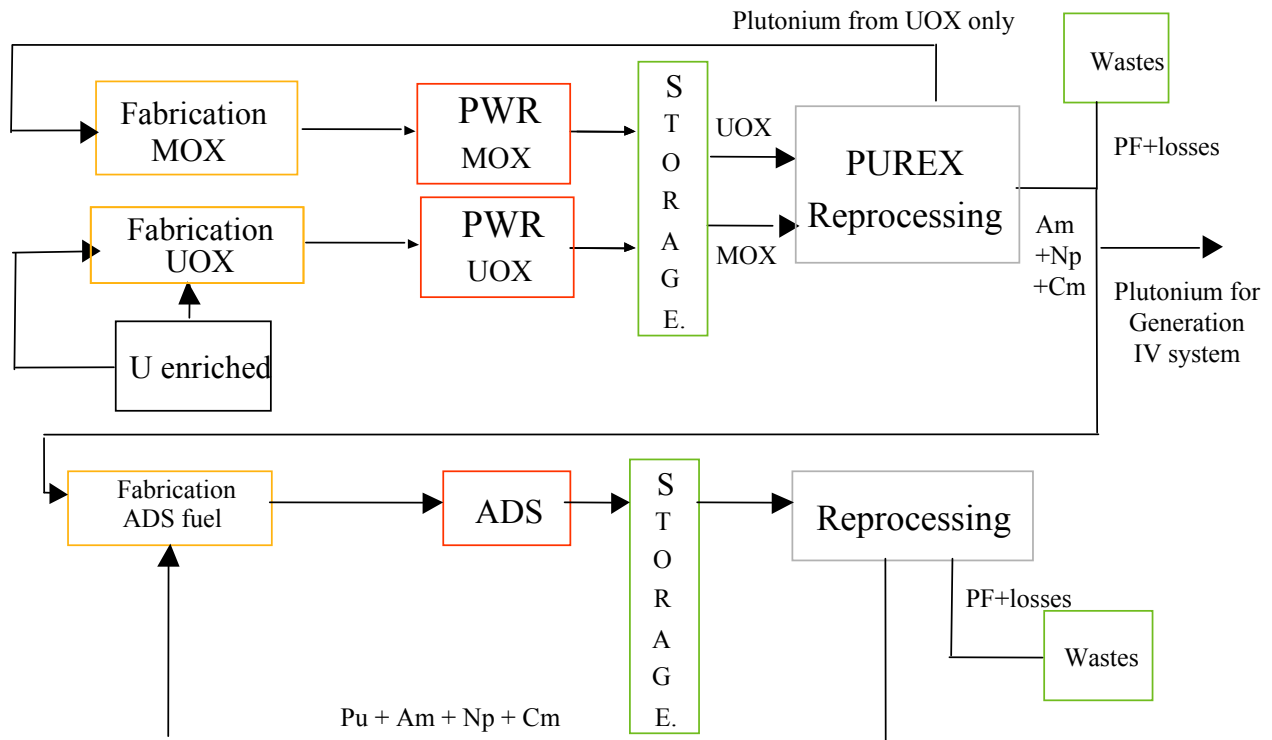 Plutonium from UOX only
Wastes
Fabrication
MOX
PWR
MOX
S
T
O
R
A
G
E.
UOX
MOX
PUREX
Reprocessing
PF+losses
Fabrication
UOX
PWR
UOX
Am
+Np
+Cm
Plutonium for
Generation
IV system
U enriched
Fabrication
ADS fuel
ADS
S
T
O
R
A
G
E.
Reprocessing
PF+losses
Wastes
Pu + Am + Np + Cm